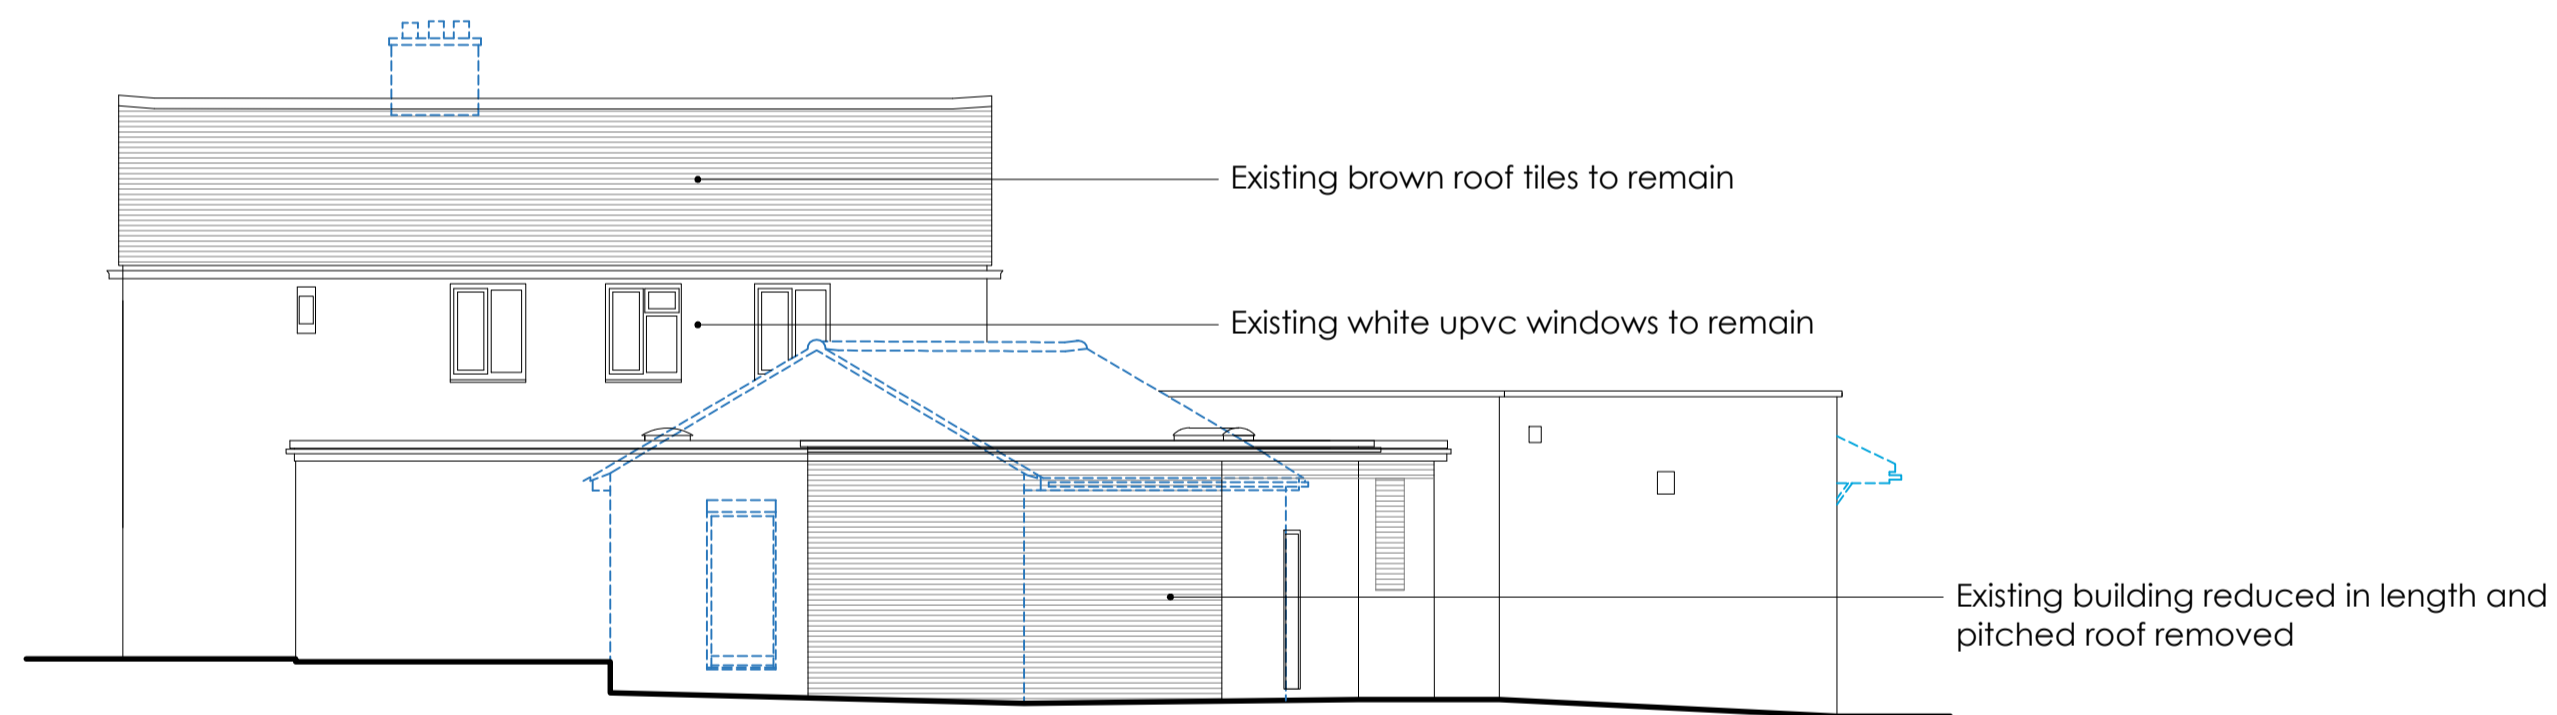 Existing brown roof tiles to remain
Existing white upvc windows to remain
Existing building reduced in length and
pitched roof removed